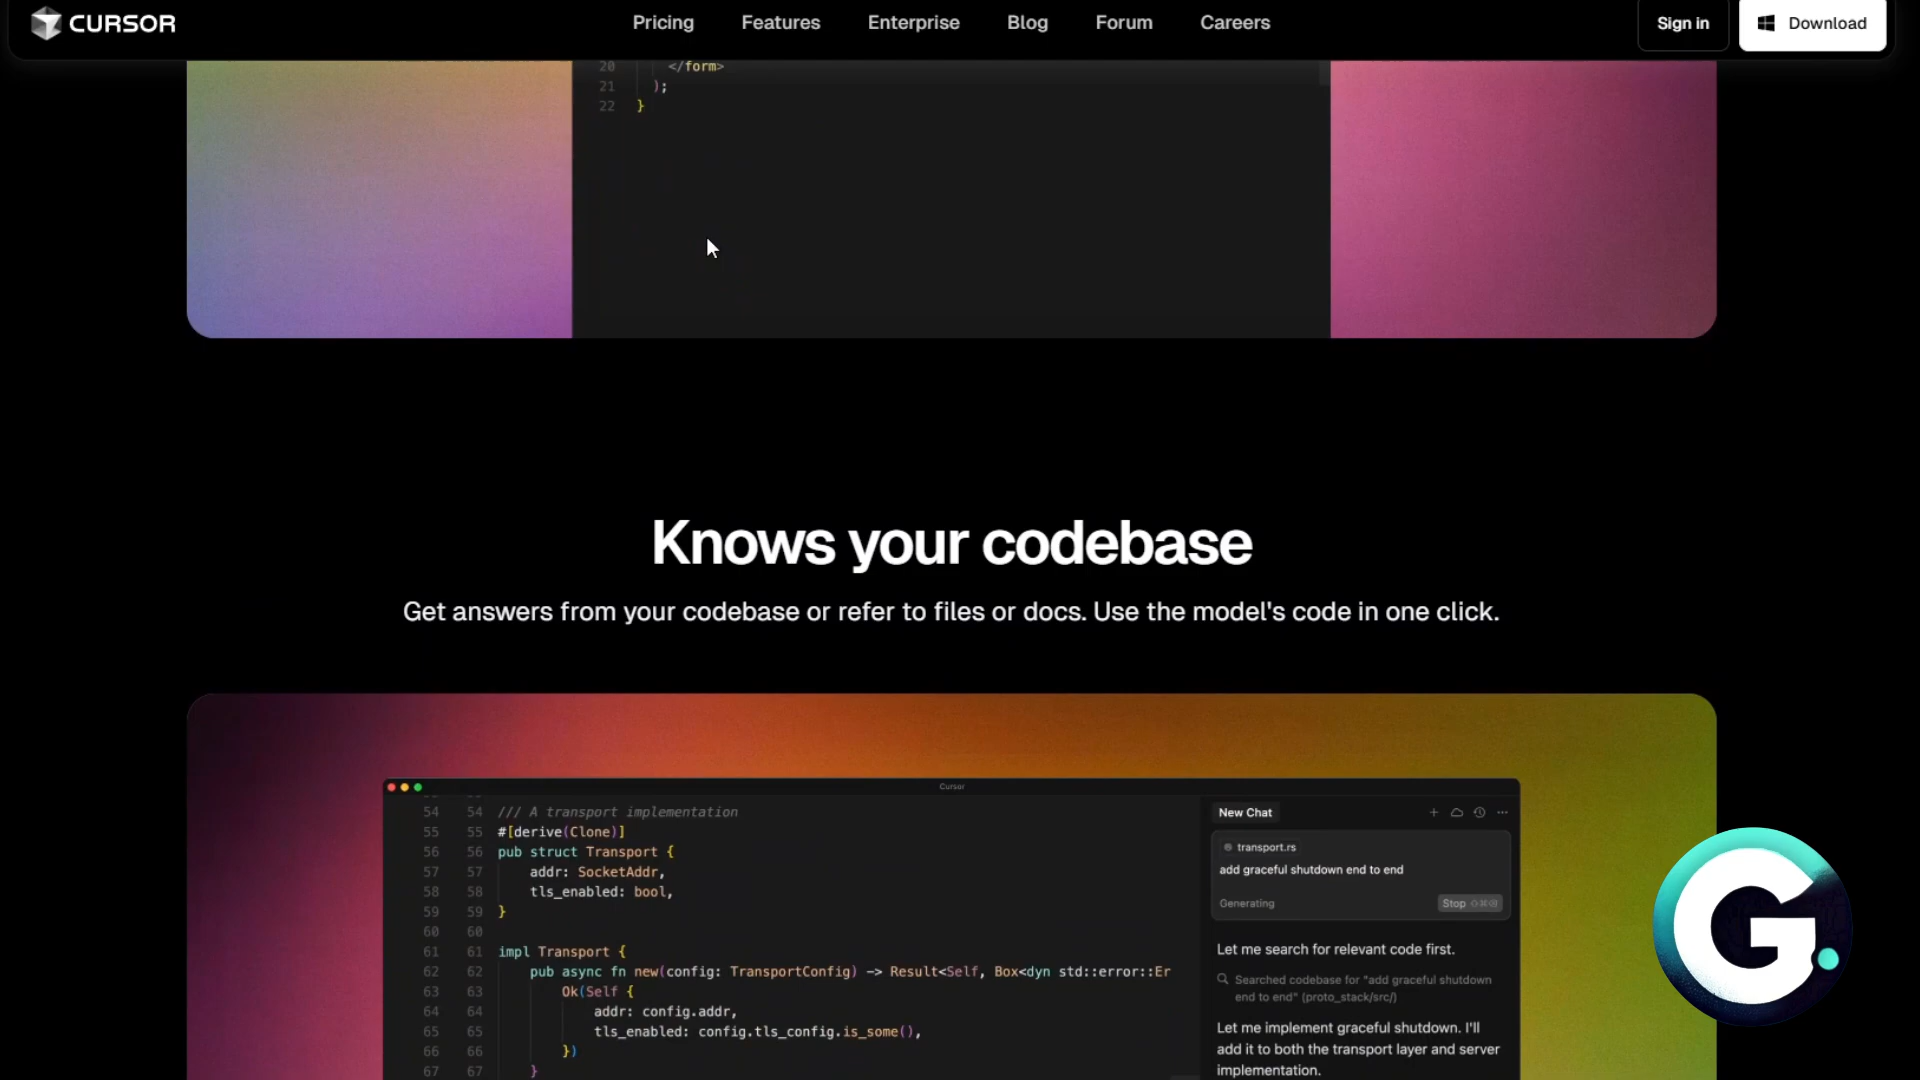 CURSOR
Pricing Features Enterprise Blog Forum Careers
Sign in
Download
20 </form>
21 );
22 }
Knows your codebase
Get answers from your codebase or refer to files or docs. Use the model's code in one click.
Cursor
54 54 /// A transport implementation
55 55 #[derive(Clone)]
56 56 pub struct Transport {
57 57 addr: SocketAddr,
58 58 tls_enabled: bool,
59 59 }
60 60
61 61 impl Transport {
62 62 pub async fn new(config: TransportConfig) -> Result<Self, Box<dyn std::error::Er
63 63 Ok(Self {
64 64 addr: config.addr,
65 65 tls_enabled: config.tls_config.is_some(),
66 66 })
67 67 }
New Chat
transport.rs
add graceful shutdown end to end
Generating
Stop
Let me search for relevant code first.
Searched codebase for "add graceful shutdown
end to end" (proto_stack/src/)
Let me implement graceful shutdown. I'll
add it to both the transport layer and server
implementation.
G.